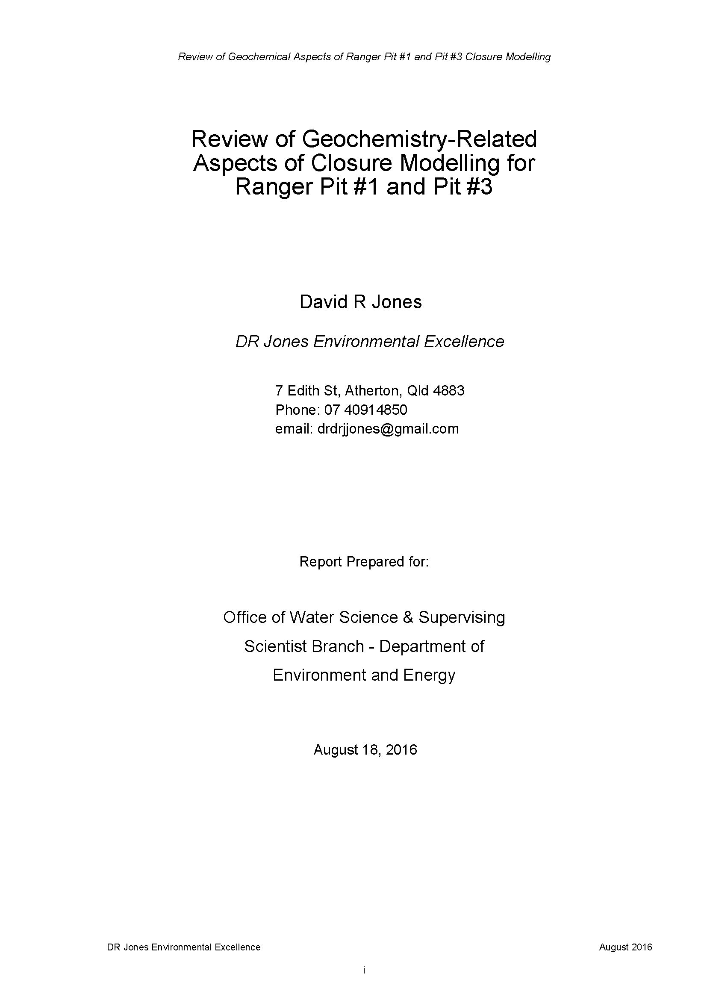 Review of Geochemical Aspects of Ranger Pit #1 and Pit #3 Closure Modelling
Review of Geochemistry-Related
Aspects of Closure Modelling for
Ranger Pit #1 and Pit #3
David R Jones
DR Jones Environmental Excellence
7 Edith St, Atherton, Qld 4883
Phone: 07 40914850
email: drdrjjones@gmail.com
Report Prepared for:
Office of Water Science & Supervising
Scientist Branch - Department of
Environment and Energy
August 18, 2016
DR Jones Environmental Excellence August 2016
i